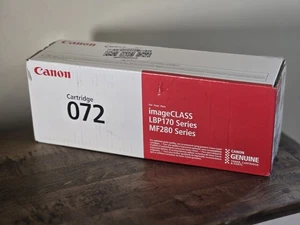 Canon
Cartridge
072
imageCLASS
LBP170 Series
MF280 Series
CANON
GENUINE